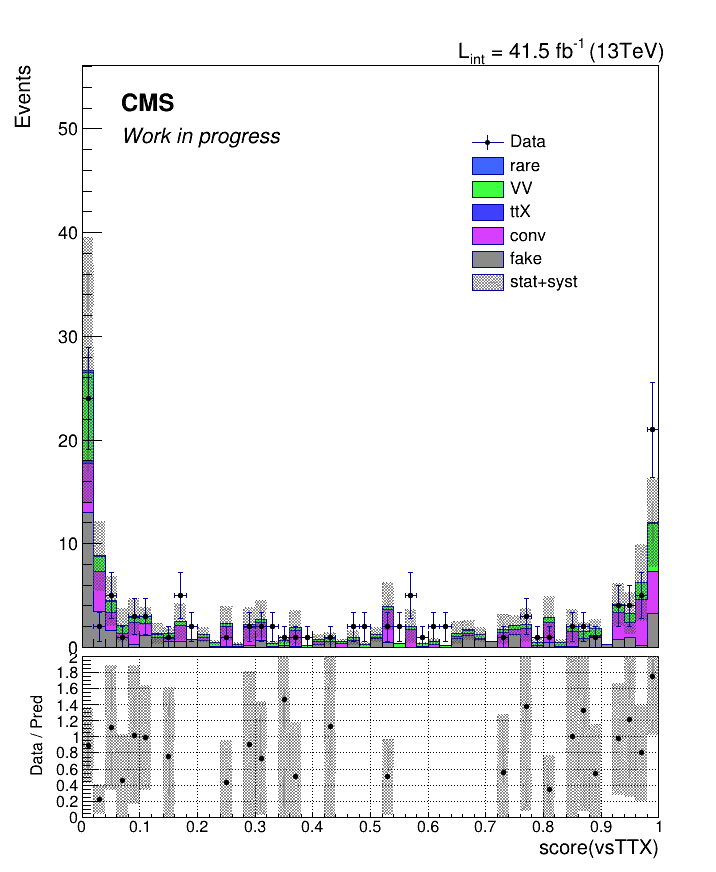 L_int = 41.5 fb^-1 (13TeV)
Events
CMS
Work in progress
Data
rare
VV
ttX
conv
fake
stat+syst
50
40
30
20
10
0
Data / Pred
2
1.8
1.6
1.4
1.2
1
0.8
0.6
0.4
0.2
0
0 0.1 0.2 0.3 0.4 0.5 0.6 0.7 0.8 0.9 1
score(vsTTX)